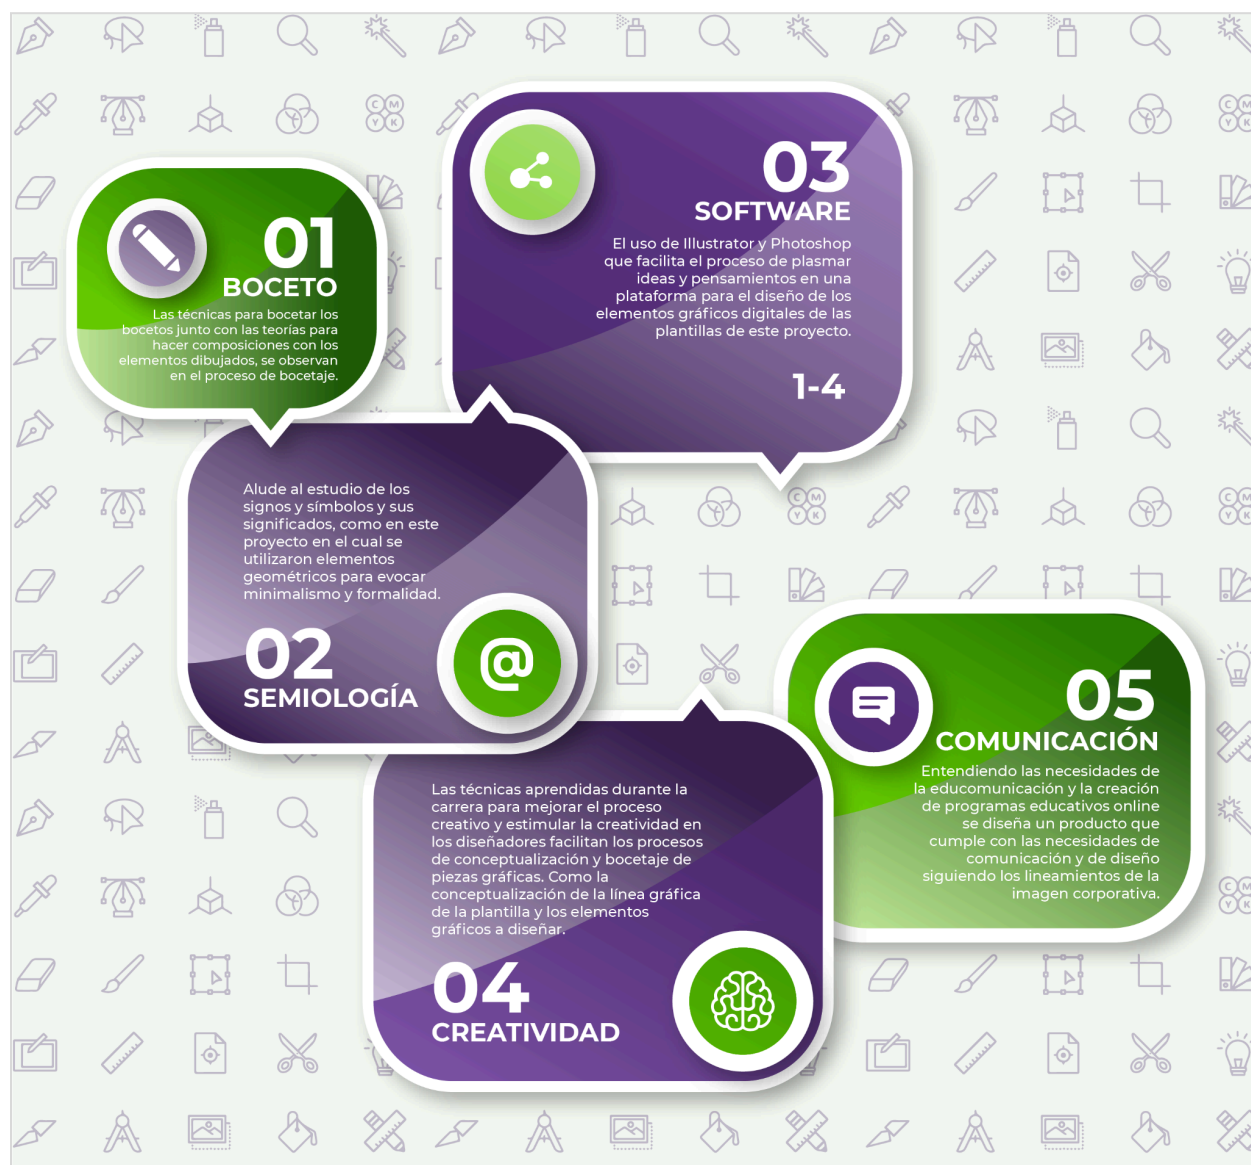 01
BOCETO
Las técnicas para bocetar los
bocetos junto con las teorías para
hacer composiciones con los
elementos dibujados, se observan
en el proceso de bocetaje.
Alude al estudio de los
signos y símbolos y sus
significados, como en este
proyecto en el cual se
utilizaron elementos
geométricos para evocar
minimalismo y formalidad.
02
SEMIOLOGÍA
@
03
SOFTWARE
El uso de Illustrator y Photoshop
que facilita el proceso de plasmar
ideas y pensamientos en una
plataforma para el diseño de los
elementos gráficos digitales de las
plantillas de este proyecto.
1-4
Las técnicas aprendidas durante la
carrera para mejorar el proceso
creativo y estimular la creatividad en
los diseñadores facilitan los procesos
de conceptualización y bocetaje de
piezas gráficas. Como la
conceptualización de la línea gráfica
de la plantilla y los elementos
gráficos a diseñar.
04
CREATIVIDAD
05
COMUNICACIÓN
Entendiendo las necesidades de
la educomunicación y la creación
de programas educativos online
se diseña un producto que
cumple con las necesidades de
comunicación y de diseño
siguiendo los lineamientos de la
imagen corporativa.
C M
Y K
C M
Y K
C M
Y K
C M
Y K
C M
Y K